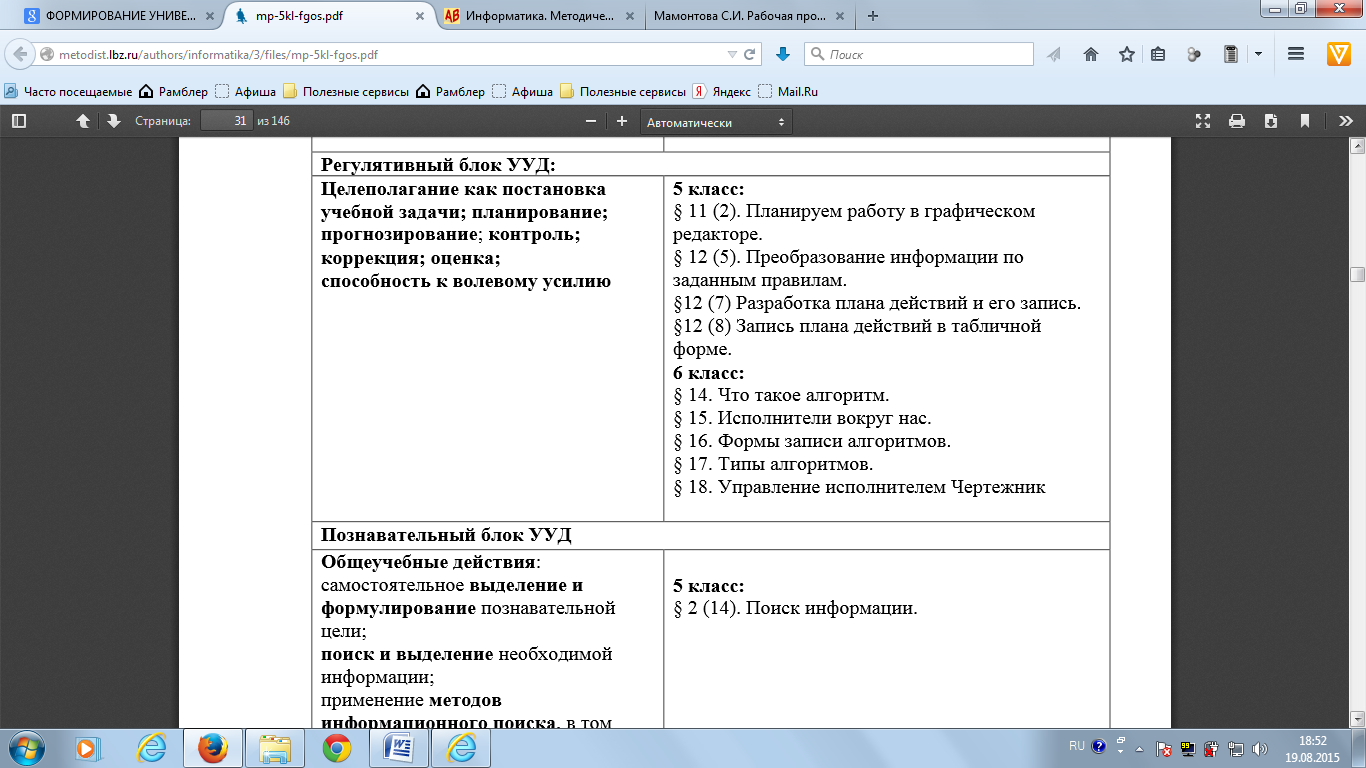 ФОРМИРОВАНИЕ УНИВЕ...
mp-5kl-fgos.pdf
Информатика. Методиче...
Мамонтова С.И. Рабочая про...
metodist.lbz.ru/authors/informatika/3/files/mp-5kl-fgos.pdf
Поиск
Часто посещаемые Рамблер Афиша Полезные сервисы Рамблер Афиша Полезные сервисы Яндекс Mail.Ru
Страница: 31 из 146
Автоматически
Регулятивный блок УУД:
Целеполагание как постановка
учебной задачи; планирование;
прогнозирование; контроль;
коррекция; оценка;
способность к волевому усилию
5 класс:
§ 11 (2). Планируем работу в графическом
редакторе.
§ 12 (5). Преобразование информации по
заданным правилам.
§12 (7) Разработка плана действий и его запись.
§12 (8) Запись плана действий в табличной
форме.
6 класс:
§ 14. Что такое алгоритм.
§ 15. Исполнители вокруг нас.
§ 16. Формы записи алгоритмов.
§ 17. Типы алгоритмов.
§ 18. Управление исполнителем Чертежник
Познавательный блок УУД
Общеучебные действия:
самостоятельное выделение и
формулирование познавательной
цели;
поиск и выделение необходимой
информации;
применение методов
информационного поиска, в том
5 класс:
§ 2 (14). Поиск информации.
RU
99
18:52
19.08.2015